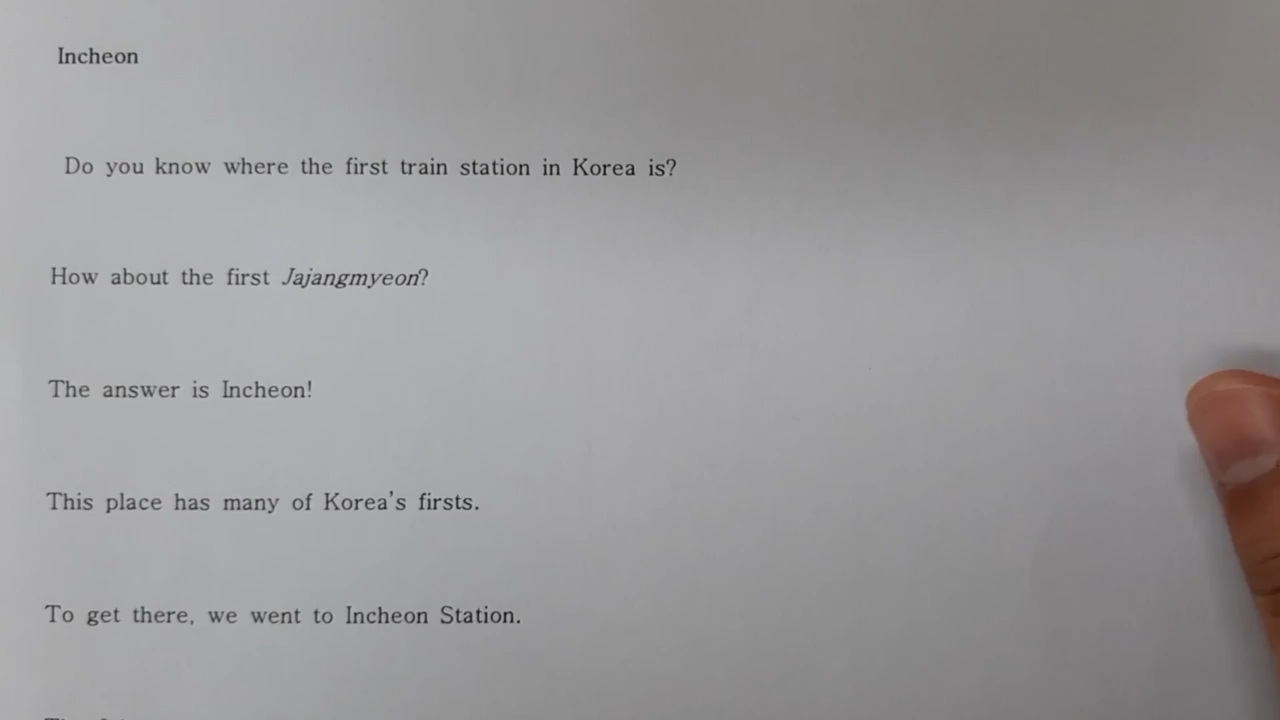 Incheon
Do you know where the first train station in Korea is?
How about the first Jajangmyeon?
The answer is Incheon!
This place has many of Korea's firsts.
To get there, we went to Incheon Station.